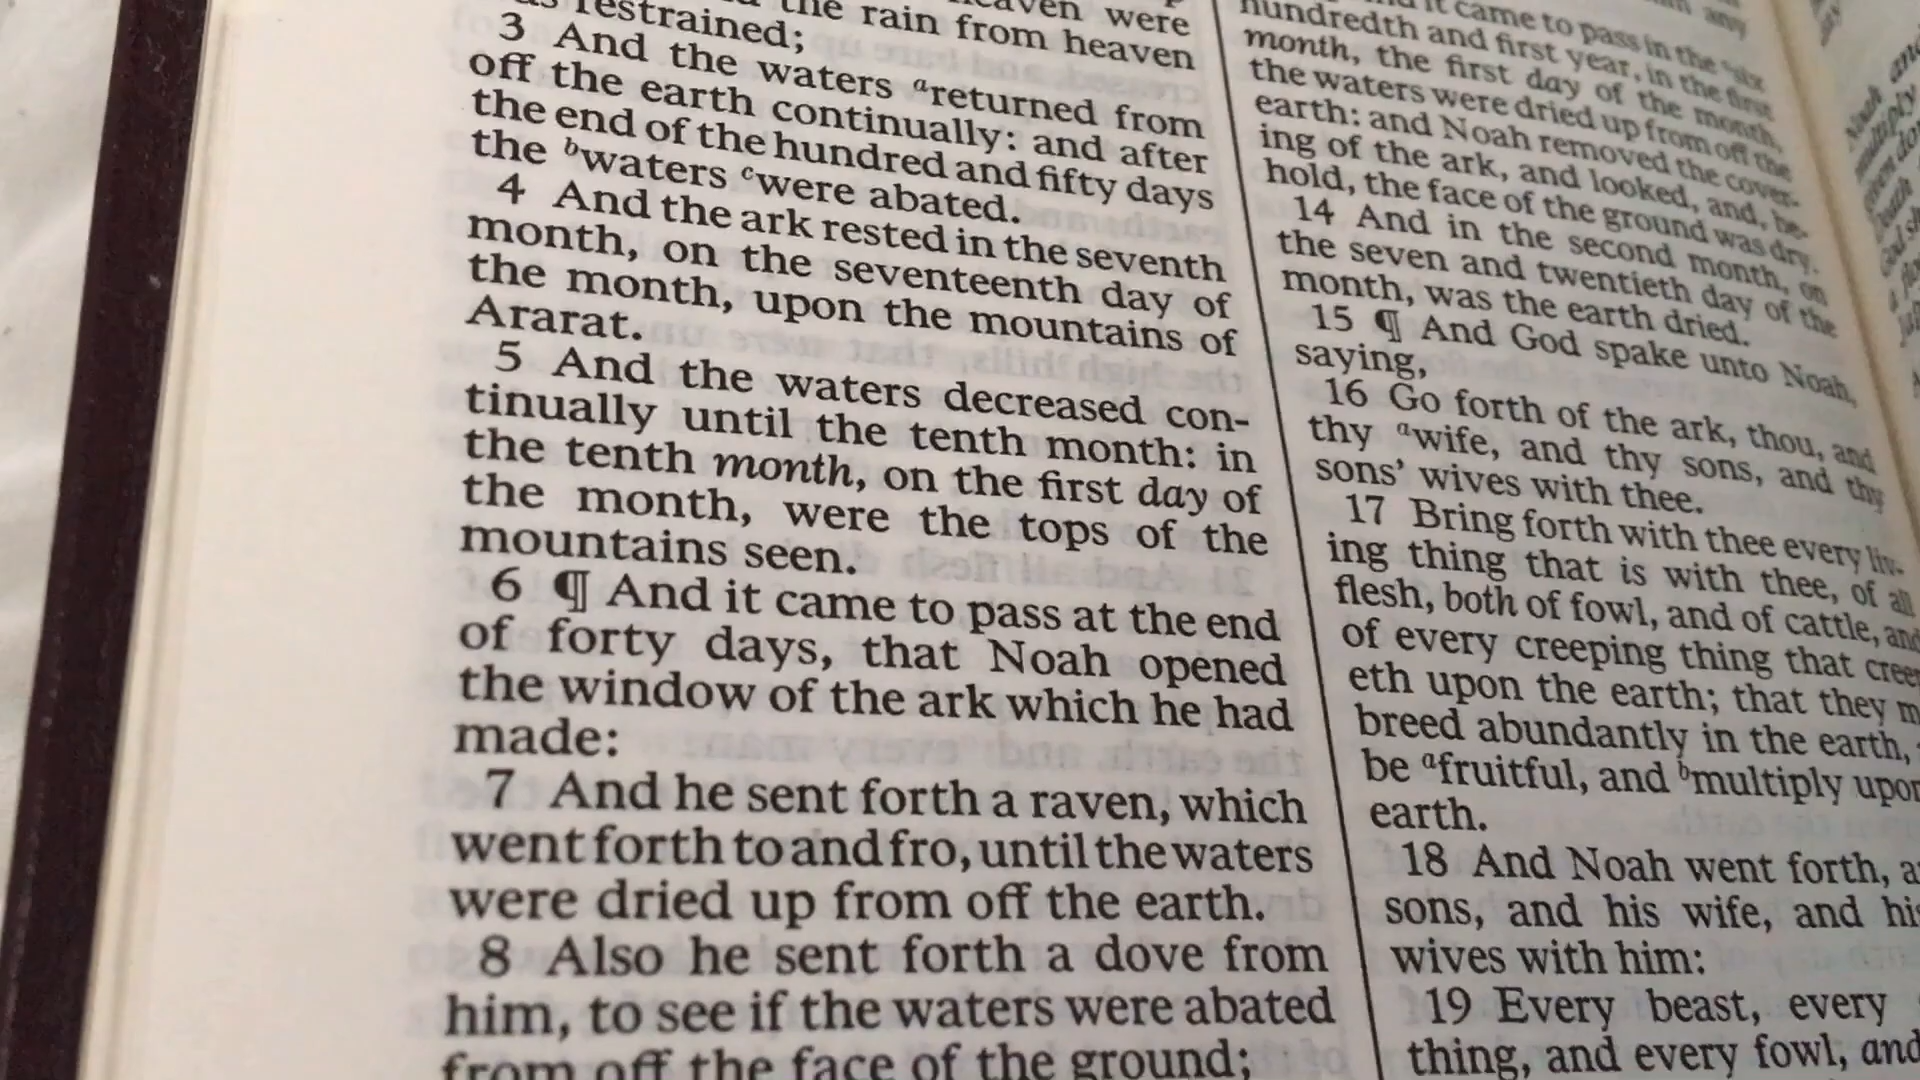 heaven were
the rain from heaven
restrained;
3 And the waters ᵃreturned from
off the earth continually: and after
the end of the hundred and fifty days
the ᵇwaters ᶜwere abated.
4 And the ark rested in the seventh
month, on the seventeenth day of
the month, upon the mountains of
Ararat.
5 And the waters decreased con-
tinually until the tenth month: in
the tenth month, on the first day of
the month, were the tops of the
mountains seen.
6 ¶ And it came to pass at the end
of forty days, that Noah opened
the window of the ark which he had
made:
7 And he sent forth a raven, which
went forth to and fro, until the waters
were dried up from off the earth.
8 Also he sent forth a dove from
him, to see if the waters were abated
from off the face of the ground;
any
it came to pass in the ᵃsix
hundredth and first year, in the first
month, the first day of the month,
the waters were dried up from off the
earth: and Noah removed the cover-
ing of the ark, and looked, and, be-
hold, the face of the ground was dry.
14 And in the second month, on
the seven and twentieth day of the
month, was the earth dried.
15 ¶ And God spake unto Noah,
saying,
16 Go forth of the ark, thou, and
thy ᵃwife, and thy sons, and thy
sons' wives with thee.
17 Bring forth with thee every liv-
ing thing that is with thee, of all
flesh, both of fowl, and of cattle, and
of every creeping thing that creep
eth upon the earth; that they m
breed abundantly in the earth,
be ᵃfruitful, and ᵇmultiply upon
earth.
18 And Noah went forth, a
sons, and his wife, and his
wives with him:
19 Every beast, every
thing, and every fowl, and